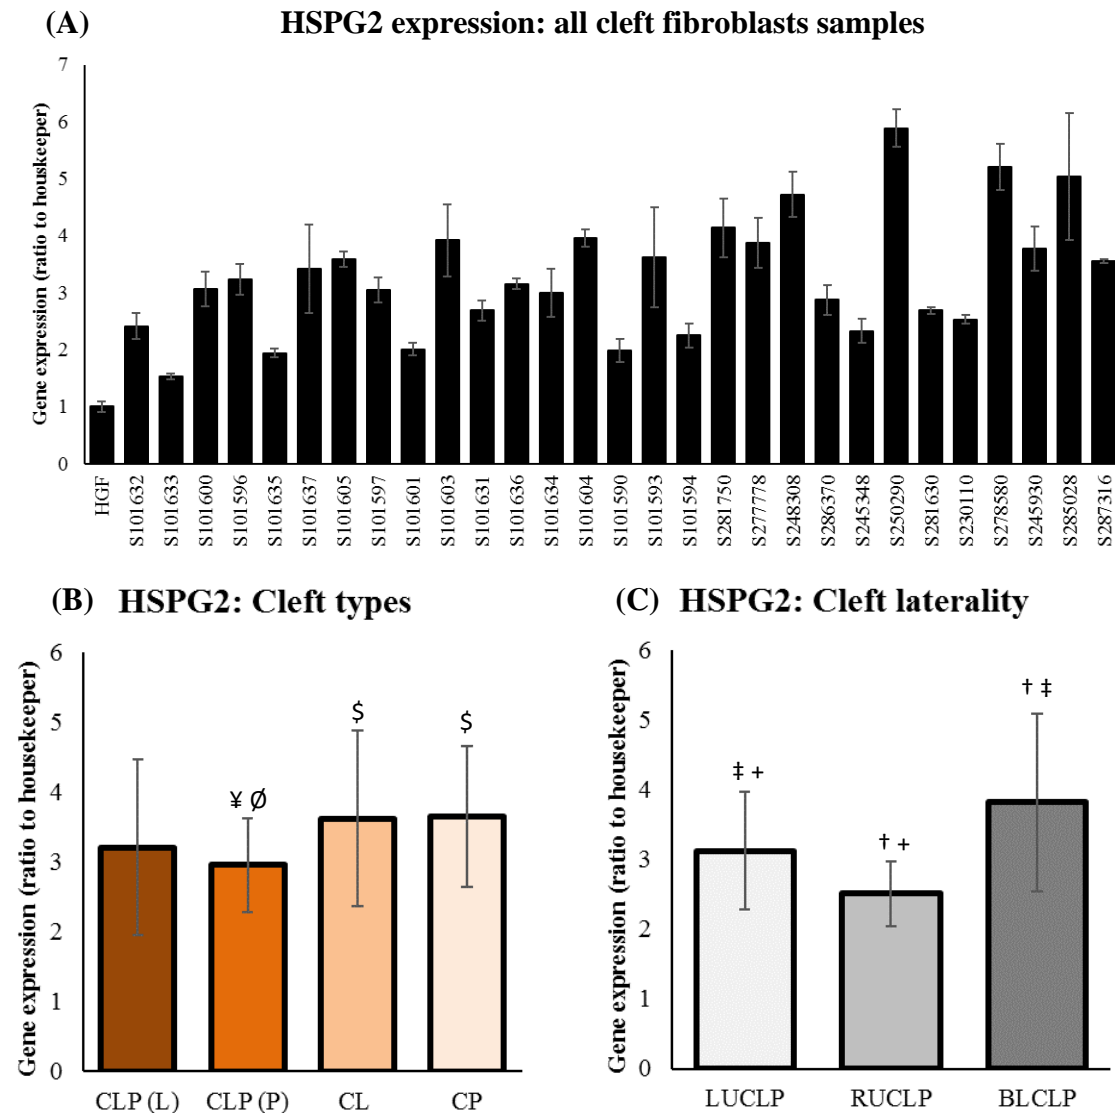 (A) HSPG2 expression: all cleft fibroblasts samples
Gene expression (ratio to houskeeper)
7
6
5
4
3
2
1
0
HGF
S101632
S101633
S101600
S101596
S101635
S101637
S101605
S101597
S101601
S101603
S101631
S101636
S101634
S101604
S101590
S101593
S101594
S281750
S277778
S248308
S286370
S245348
S250290
S281630
S230110
S278580
S245930
S285028
S287316
(B) HSPG2: Cleft types
Gene expression (ratio to housekeeper)
6
5
4
3
2
1
0
¥ Ø
$
$
CLP (L) CLP (P) CL CP
(C) HSPG2: Cleft laterality
Gene expression (ratio to housekeeper)
6
5
4
3
2
1
0
‡ +
† +
† ‡
LUCLP RUCLP BLCLP